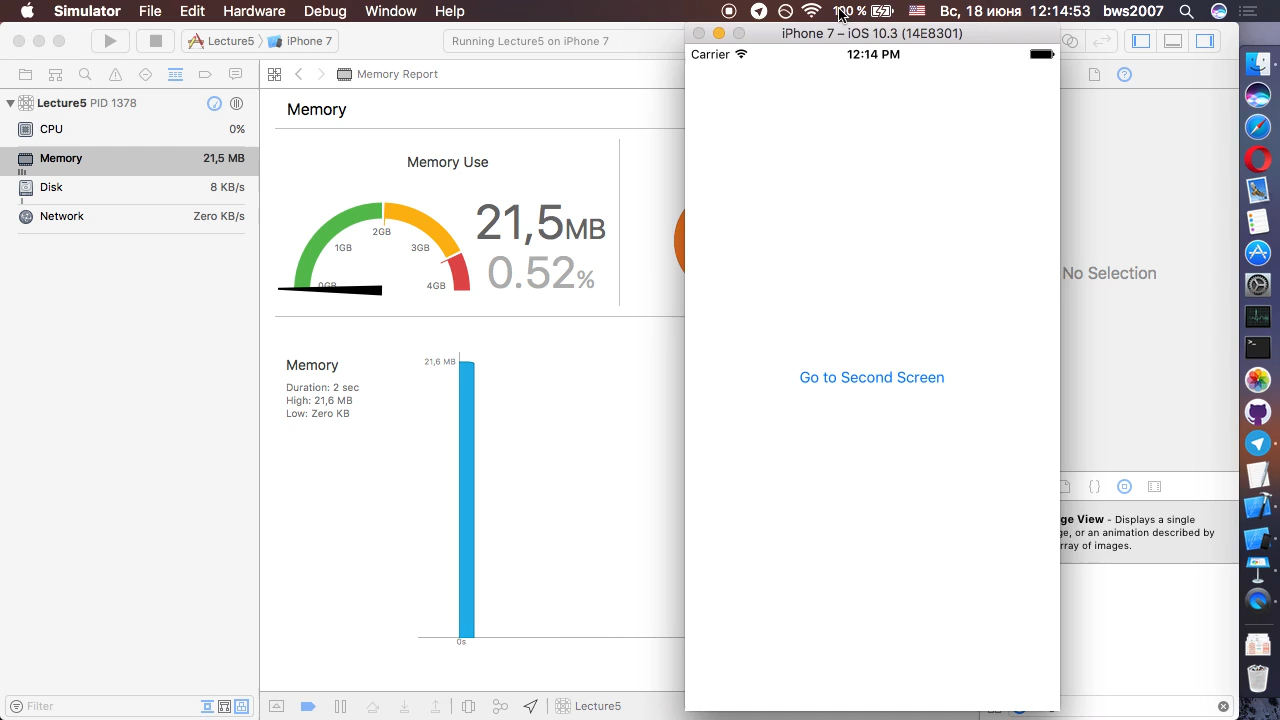 Simulator File Edit Hardware Debug Window Help 100 % Вс, 18 июня 12:14:53 bws2007
Lecture5 iPhone 7 Running Lecture5 on iPhone 7
iPhone 7 – iOS 10.3 (14E8301)
Carrier 12:14 PM
Memory Report
Lecture5 PID 1378
CPU 0%
Memory 21,5 MB
Disk 8 KB/s
Network Zero KB/s
Memory
Memory Use
0GB 1GB 2GB 3GB 4GB
21,5MB
0.52%
Memory
Duration: 2 sec
High: 21,6 MB
Low: Zero KB
21,6 MB
0s
Go to Second Screen
No Selection
ge View - Displays a single
ge, or an animation described by
rray of images.
Filter
ecture5